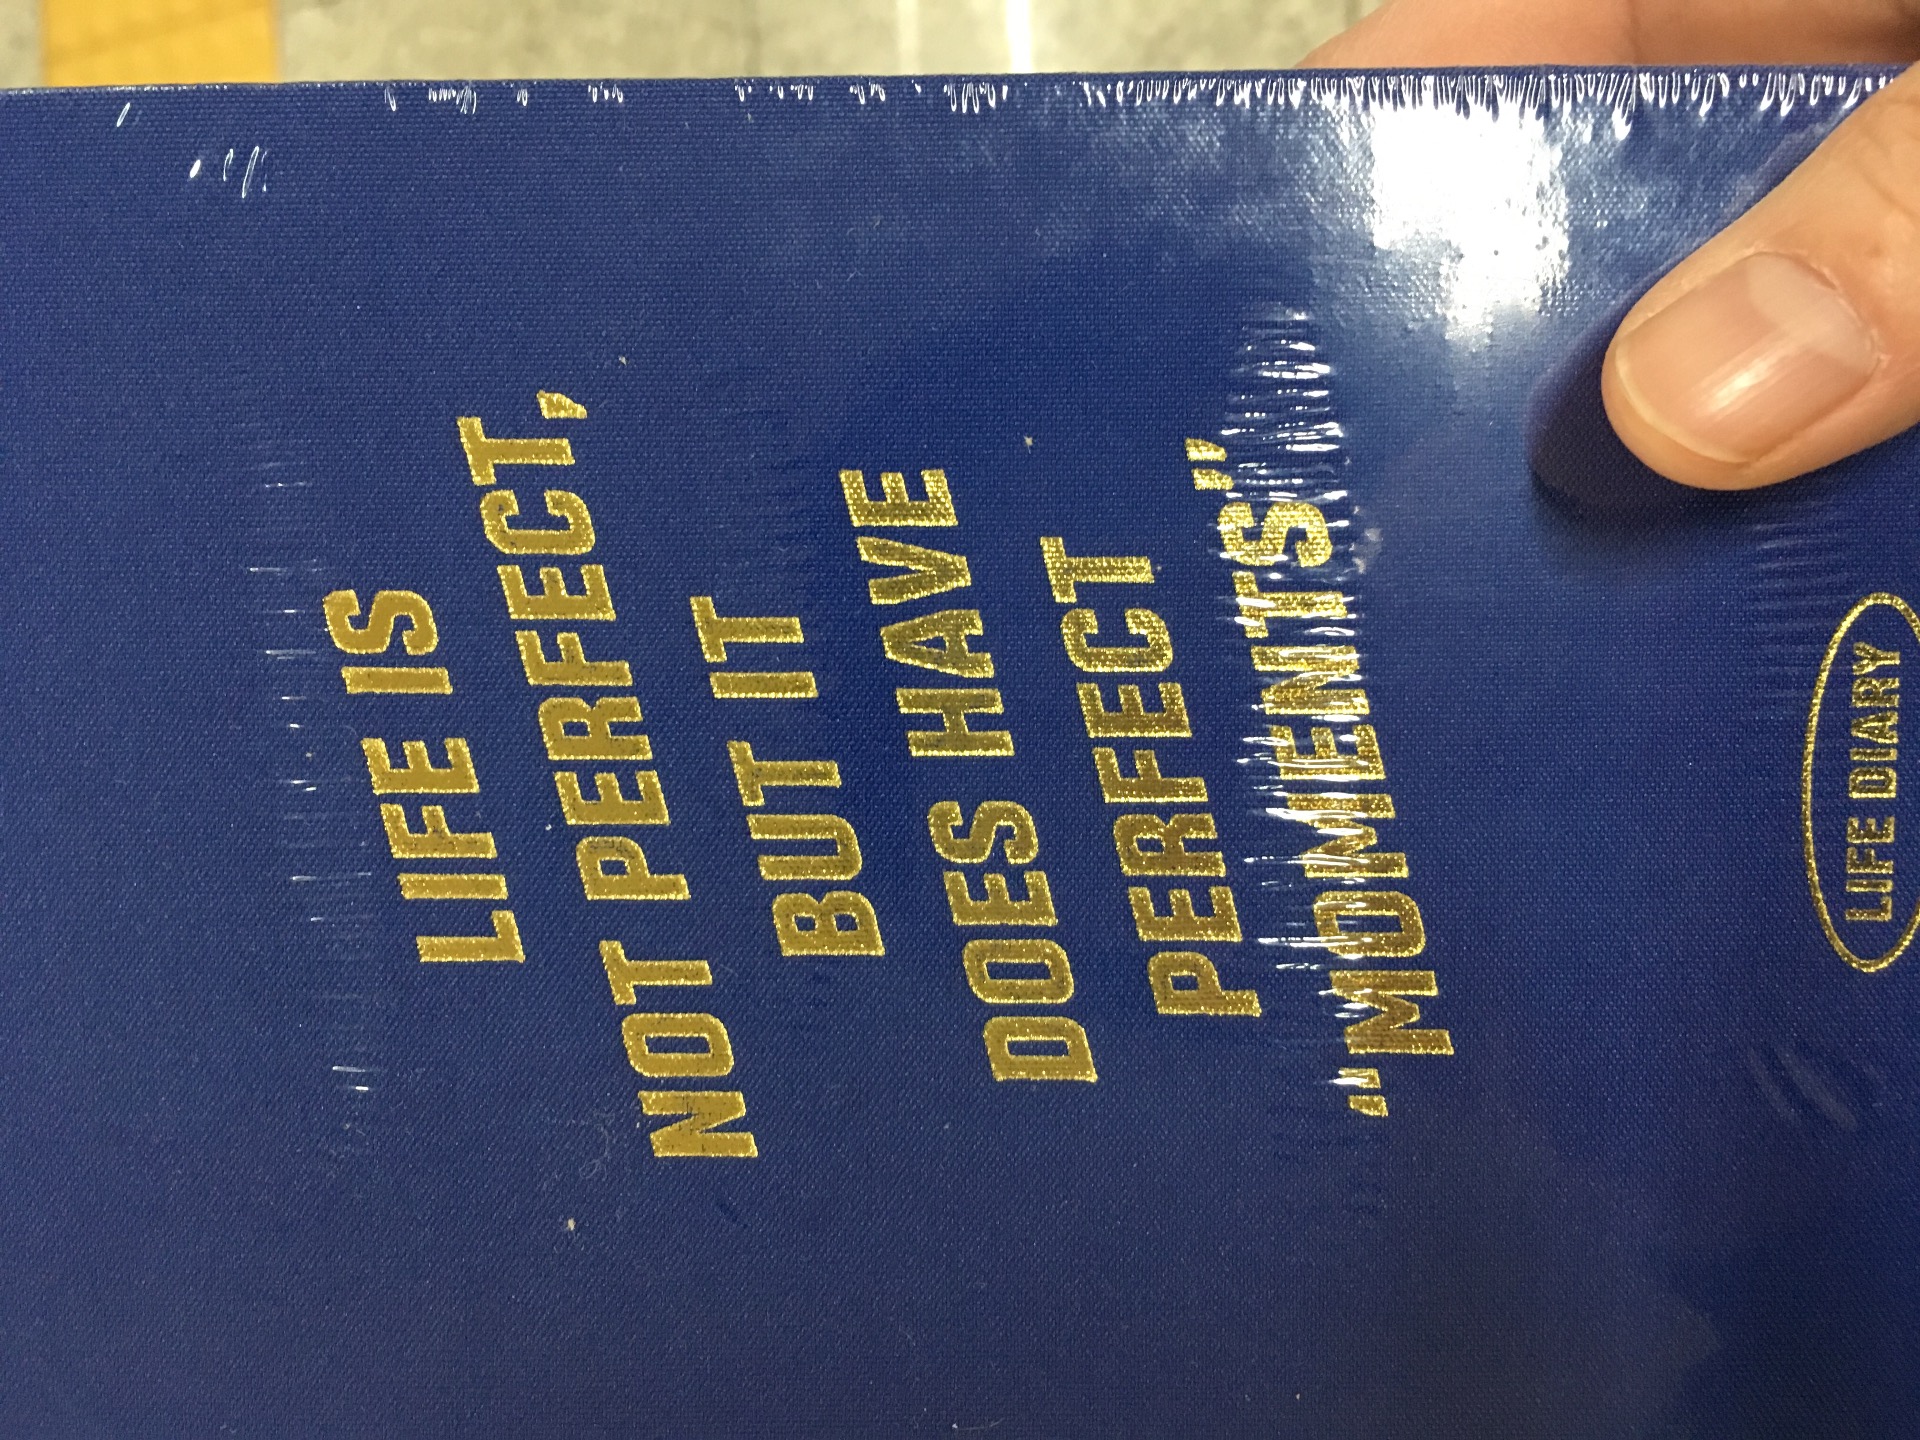 LIFE IS
NOT PERFECT,
BUT IT
DOES HAVE
PERFECT
"MOMENTS"
LIFE DIARY